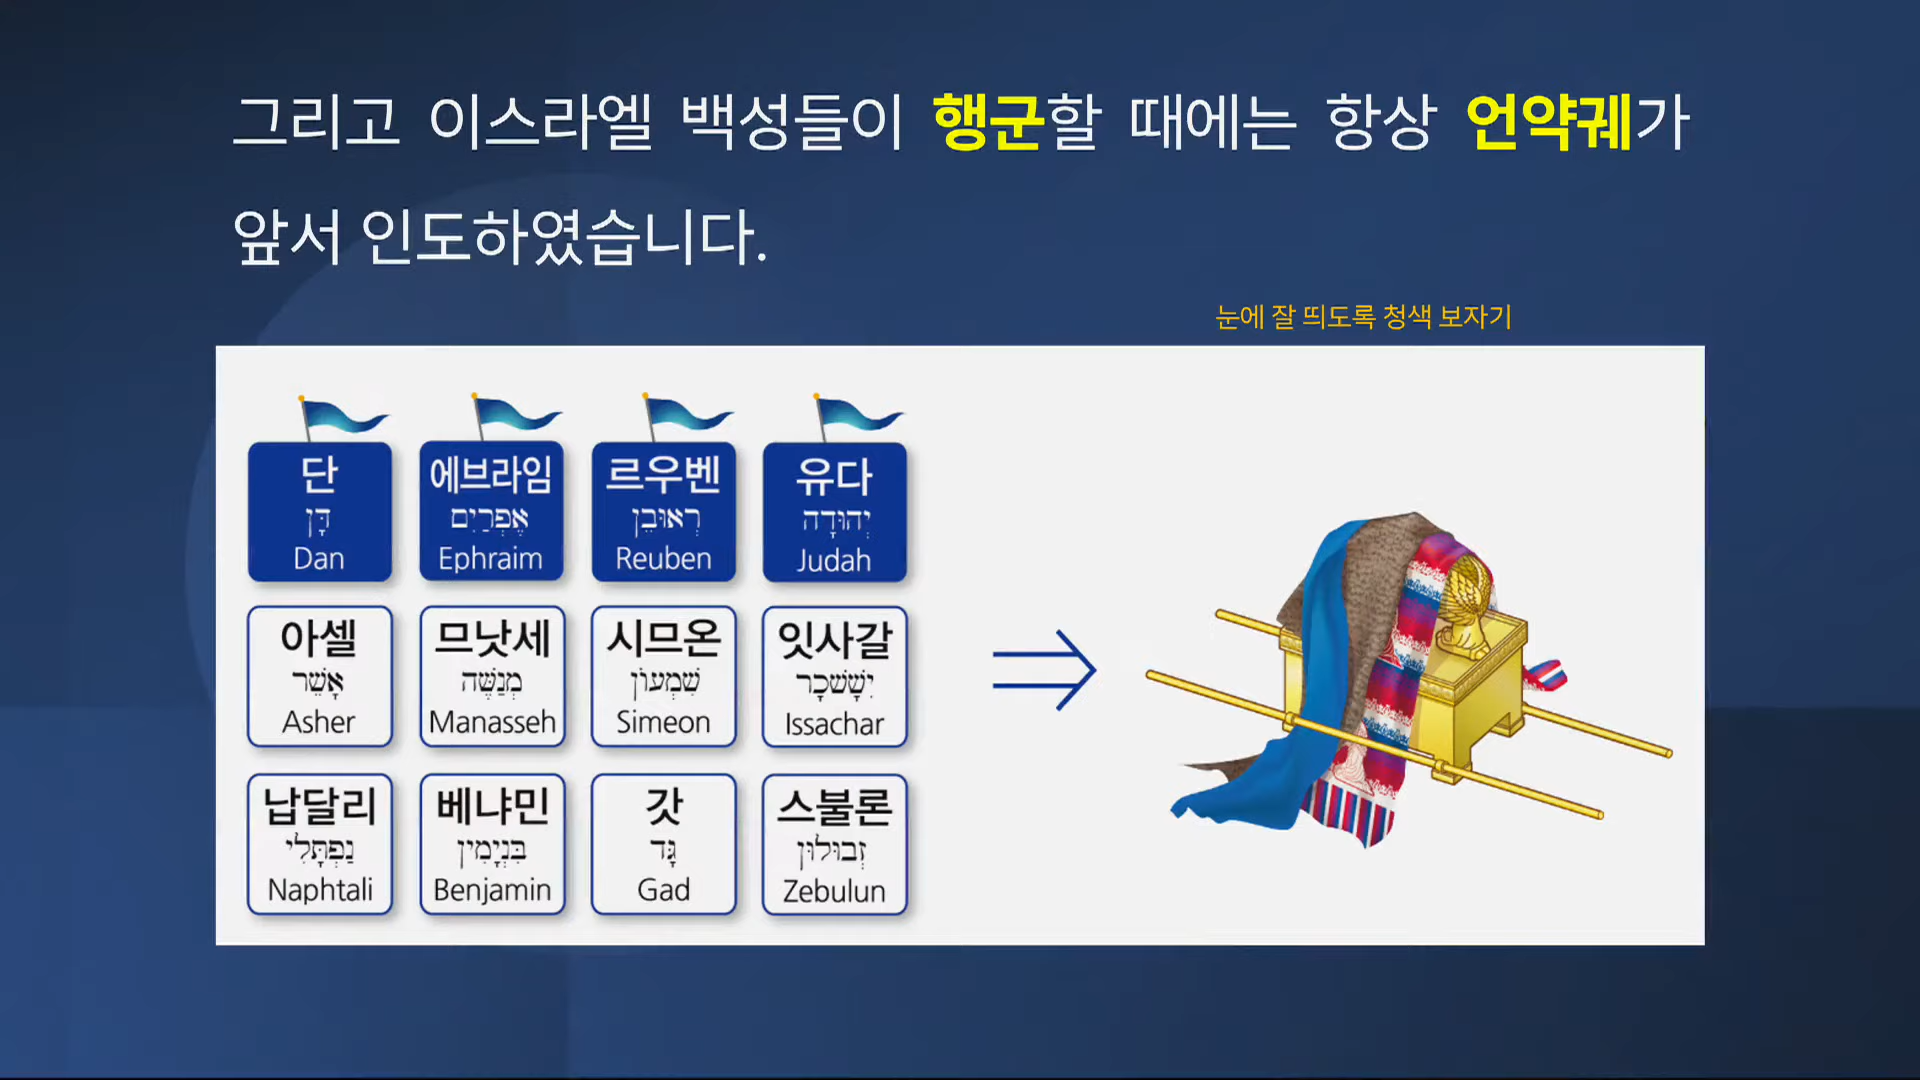 그리고 이스라엘 백성들이 행군할 때에는 항상 언약궤가
앞서 인도하였습니다.
눈에 잘 띄도록 청색 보자기
단
דָּן
Dan
에브라임
אֶפְרַיִם
Ephraim
르우벤
רְאוּבֵן
Reuben
유다
יְהוּדָה
Judah
아셀
אָשֵׁר
Asher
므낫세
מְנַשֶּׁה
Manasseh
시므온
שִׁמְעוֹן
Simeon
잇사갈
יִשָּׂשׂכָר
Issachar
납달리
נַפְתָּלִי
Naphtali
베냐민
בִּנְיָמִין
Benjamin
갓
גָּד
Gad
스불론
זְבוּלוּן
Zebulun